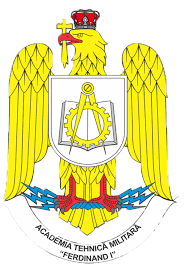 ACADEMIA TEHNICĂ MILITARĂ
"FERDINAND I"